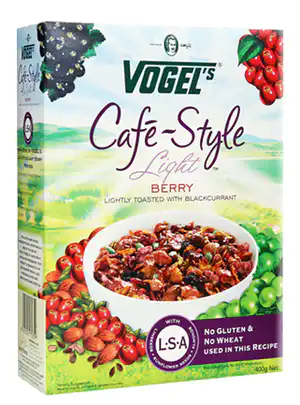 VOGEL'S
Café-Style
Light™
BERRY
LIGHTLY TOASTED WITH BLACKCURRANT
WITH
L·S·A
NO GLUTEN &
NO WHEAT
USED IN THIS RECIPE
400g Net